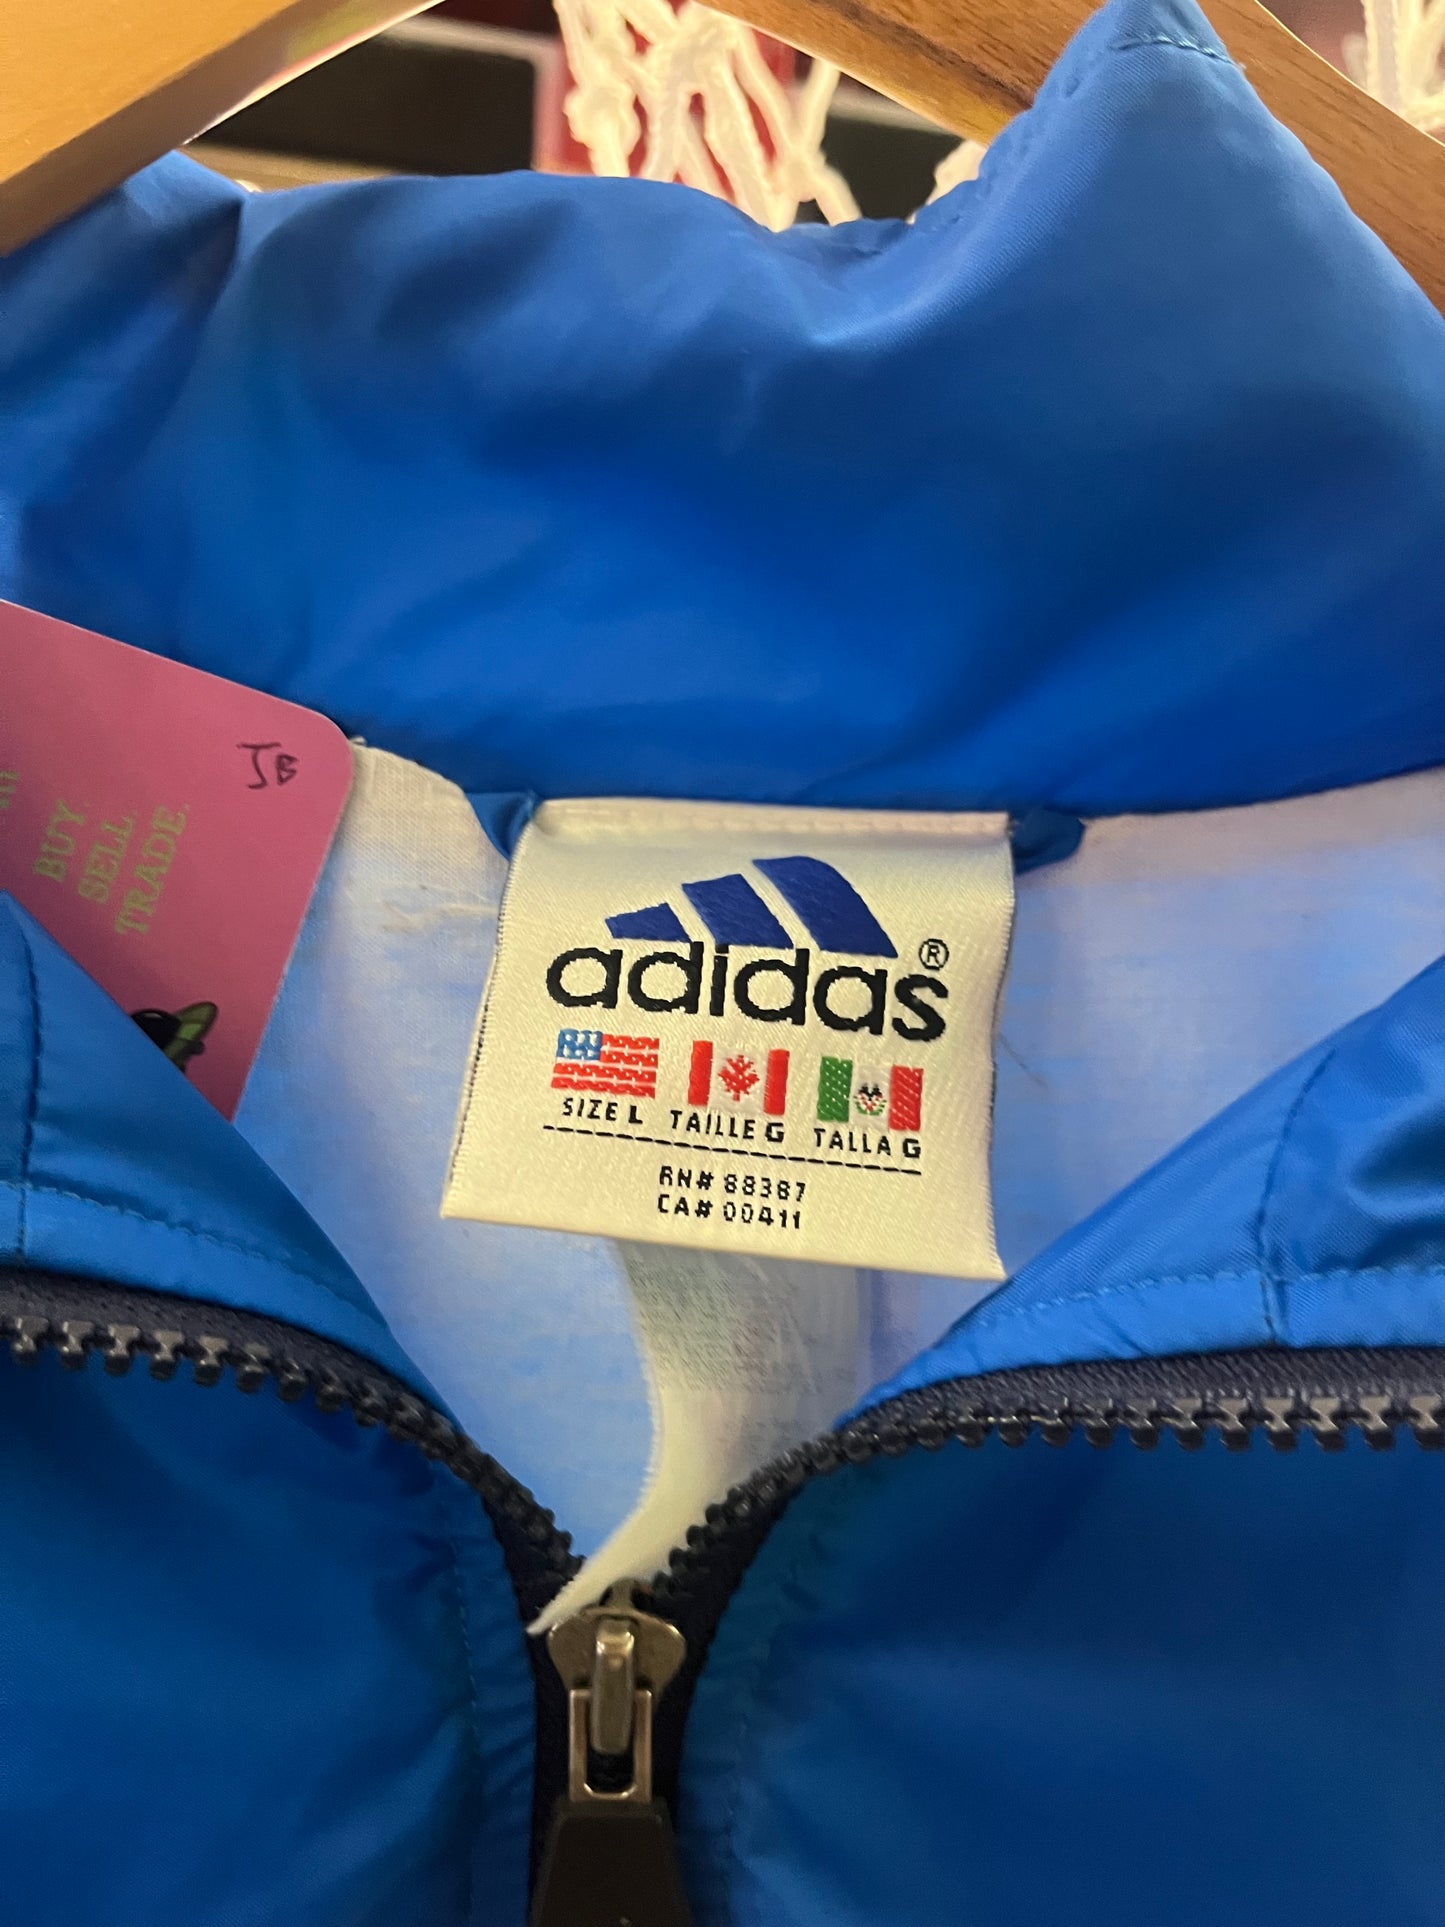 JB
BUY.
SELL.
TRADE.
adidas®
SIZE L TAILLE G TALLA G
RN# 88387
CA# 00411